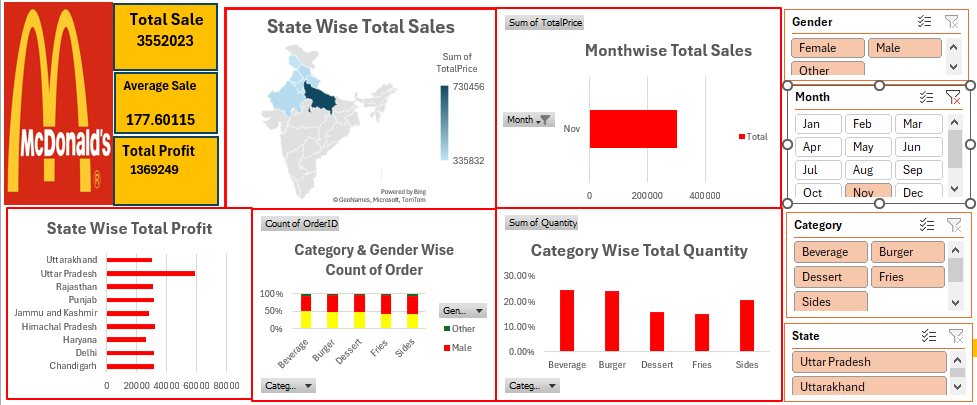 McDonald's
®
Total Sale
3552023
Average Sale
177.60115
Total Profit
1369249
State Wise Total Sales
Sum of
TotalPrice
730456
335832
Powered by Bing
© GeoNames, Microsoft, TomTom
Sum of TotalPrice
Monthwise Total Sales
Month
Nov
Total
0 200000 400000
Gender
Female Male
Other
Month
Jan Feb Mar
Apr May Jun
Jul Aug Sep
Oct Nov Dec
State Wise Total Profit
Uttarakhand
Uttar Pradesh
Rajasthan
Punjab
Jammu and Kashmir
Himachal Pradesh
Haryana
Delhi
Chandigarh
0 20000 40000 60000 80000
Count of OrderID
Category & Gender Wise
Count of Order
100%
50%
0%
Beverage Burger Dessert Fries Sides
Gen...
Other
Male
Categ...
Sum of Quantity
Category Wise Total Quantity
30.00%
20.00%
10.00%
0.00%
Beverage Burger Dessert Fries Sides
Categ...
Category
Beverage Burger
Dessert Fries
Sides
State
Uttar Pradesh
Uttarakhand